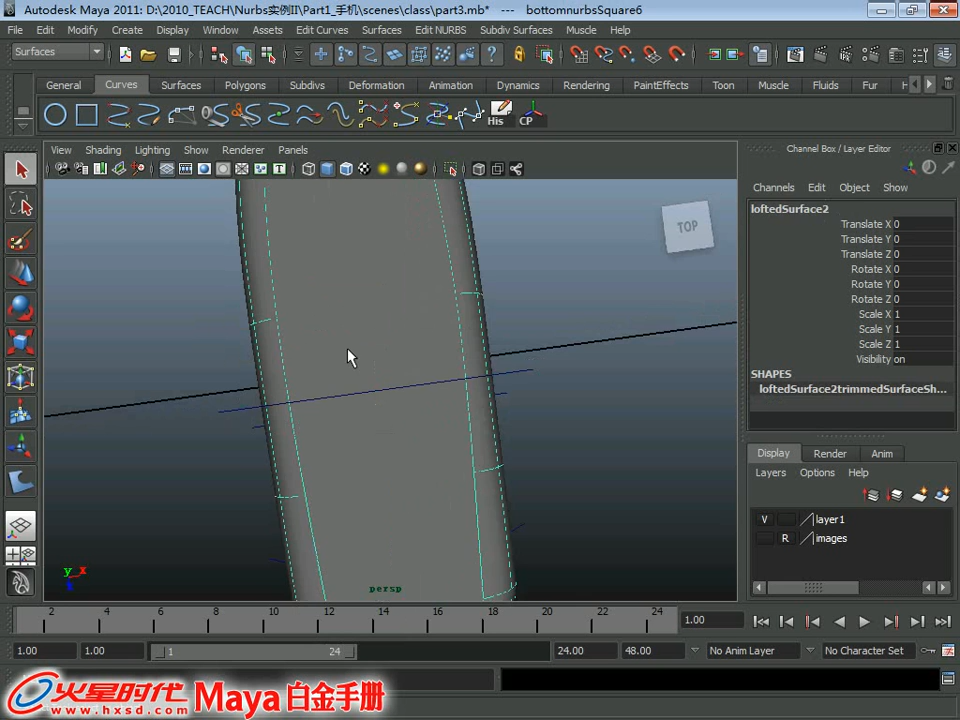 Autodesk Maya 2011: D:\2010_TEACH\Nurbs实例II\Part1_手机\scenes\class\part3.mb* --- bottomnurbsSquare6
File Edit Modify Create Display Window Assets Edit Curves Surfaces Edit NURBS Subdiv Surfaces Muscle Help
Surfaces
General Curves Surfaces Polygons Subdivs Deformation Animation Dynamics Rendering PaintEffects Toon Muscle Fluids Fur H
His CP
View Shading Lighting Show Renderer Panels
Channel Box / Layer Editor
Channels Edit Object Show
loftedSurface2
Translate X 0
Translate Y 0
Translate Z 0
Rotate X 0
Rotate Y 0
Rotate Z 0
Scale X 1
Scale Y 1
Scale Z 1
Visibility on
SHAPES
loftedSurface2trimmedSurfaceSh...
TOP
Display Render Anim
Layers Options Help
V layer1
R images
y x
persp
2 4 6 8 10 12 14 16 18 20 22 24
1.00
1.00 1.00 1 24 24.00 48.00 No Anim Layer No Character Set
火星时代
www.hxsd.com
Maya 白金手册